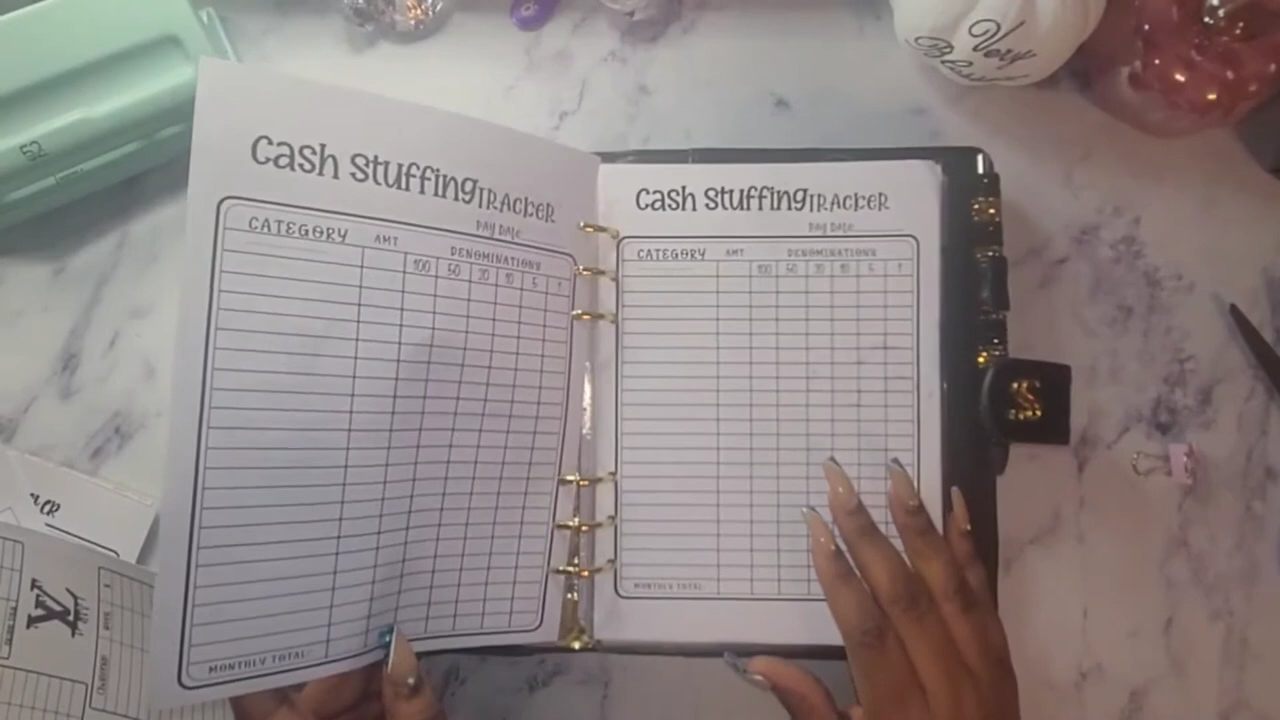 Very
Blessed
52
Cash Stuffing TRACKER
PAY DATE
CATEGORY AMT DENOMINATIONS
100 50 20 10 5 1
MONTHLY TOTAL:
Cash Stuffing TRACKER
PAY DATE
CATEGORY AMT DENOMINATIONS
100 50 20 10 5 1
MONTHLY TOTAL: